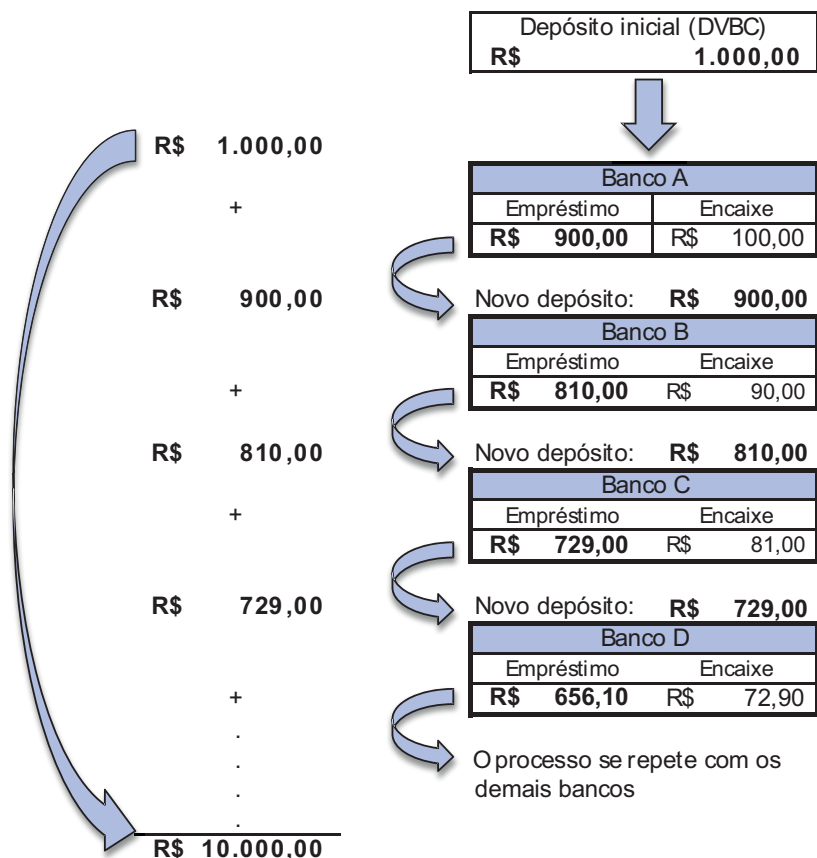 Depósito inicial (DVBC)
R$ 1.000,00
R$ 1.000,00
+
R$ 900,00
+
R$ 810,00
+
R$ 729,00
+
.
.
.
.
R$ 10.000,00
Banco A
Empréstimo Encaixe
R$ 900,00 R$ 100,00
Novo depósito: R$ 900,00
Banco B
Empréstimo Encaixe
R$ 810,00 R$ 90,00
Novo depósito: R$ 810,00
Banco C
Empréstimo Encaixe
R$ 729,00 R$ 81,00
Novo depósito: R$ 729,00
Banco D
Empréstimo Encaixe
R$ 656,10 R$ 72,90
O processo se repete com os
demais bancos